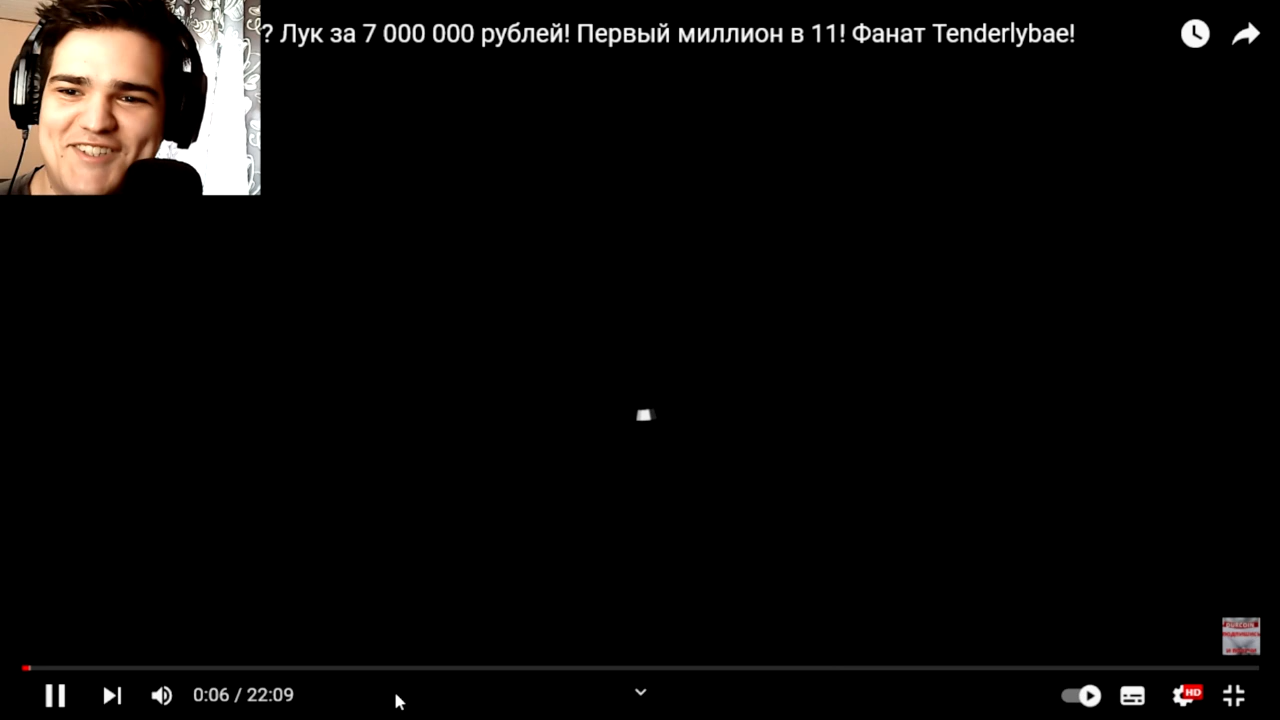 ? Лук за 7 000 000 рублей! Первый миллион в 11! Фанат Tenderlybae!
0:06 / 22:09
HD